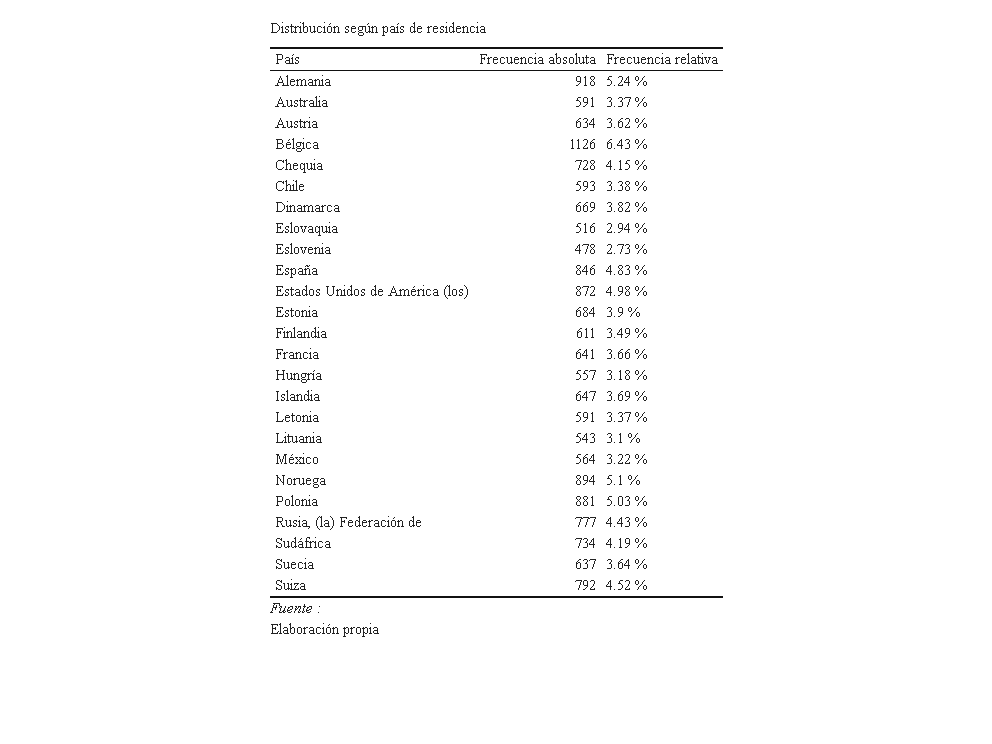 Distribución según país de residencia
País Frecuencia absoluta Frecuencia relativa
Alemania 918 5.24 %
Australia 591 3.37 %
Austria 634 3.62 %
Bélgica 1126 6.43 %
Chequia 728 4.15 %
Chile 593 3.38 %
Dinamarca 669 3.82 %
Eslovaquia 516 2.94 %
Eslovenia 478 2.73 %
España 846 4.83 %
Estados Unidos de América (los) 872 4.98 %
Estonia 684 3.9 %
Finlandia 611 3.49 %
Francia 641 3.66 %
Hungría 557 3.18 %
Islandia 647 3.69 %
Letonia 591 3.37 %
Lituania 543 3.1 %
México 564 3.22 %
Noruega 894 5.1 %
Polonia 881 5.03 %
Rusia, (la) Federación de 777 4.43 %
Sudáfrica 734 4.19 %
Suecia 637 3.64 %
Suiza 792 4.52 %
Fuente :
Elaboración propia